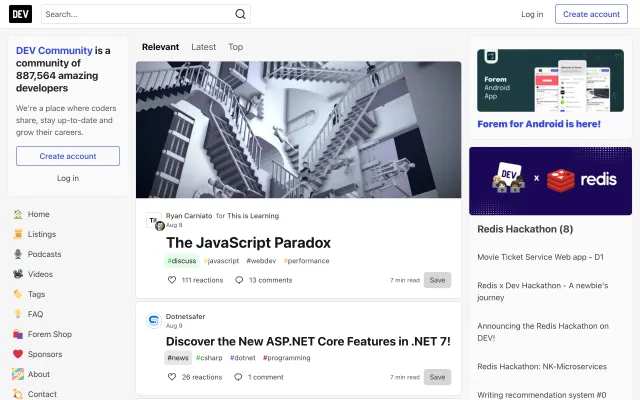 DEV
Search...
Log in
Create account
DEV Community is a
community of
887,564 amazing
developers
We're a place where coders
share, stay up-to-date and
grow their careers.
Create account
Log in
Home
Listings
Podcasts
Videos
Tags
FAQ
Forem Shop
Sponsors
About
Contact
Relevant
Latest
Top
Ryan Carniato for This is Learning
Aug 8
The JavaScript Paradox
#discuss #javascript #webdev #performance
111 reactions
13 comments
7 min read
Save
Dotnetsafer
Aug 9
Discover the New ASP.NET Core Features in .NET 7!
#news #csharp #dotnet #programming
26 reactions
1 comment
7 min read
Save
Forem
Android
App
Forem for Android is here!
DEV
x
redis
Redis Hackathon (8)
Movie Ticket Service Web app - D1
Redis x Dev Hackathon - A newbie's
journey
Announcing the Redis Hackathon on
DEV!
Redis Hackathon: NK-Microservices
Writing recommendation system #0